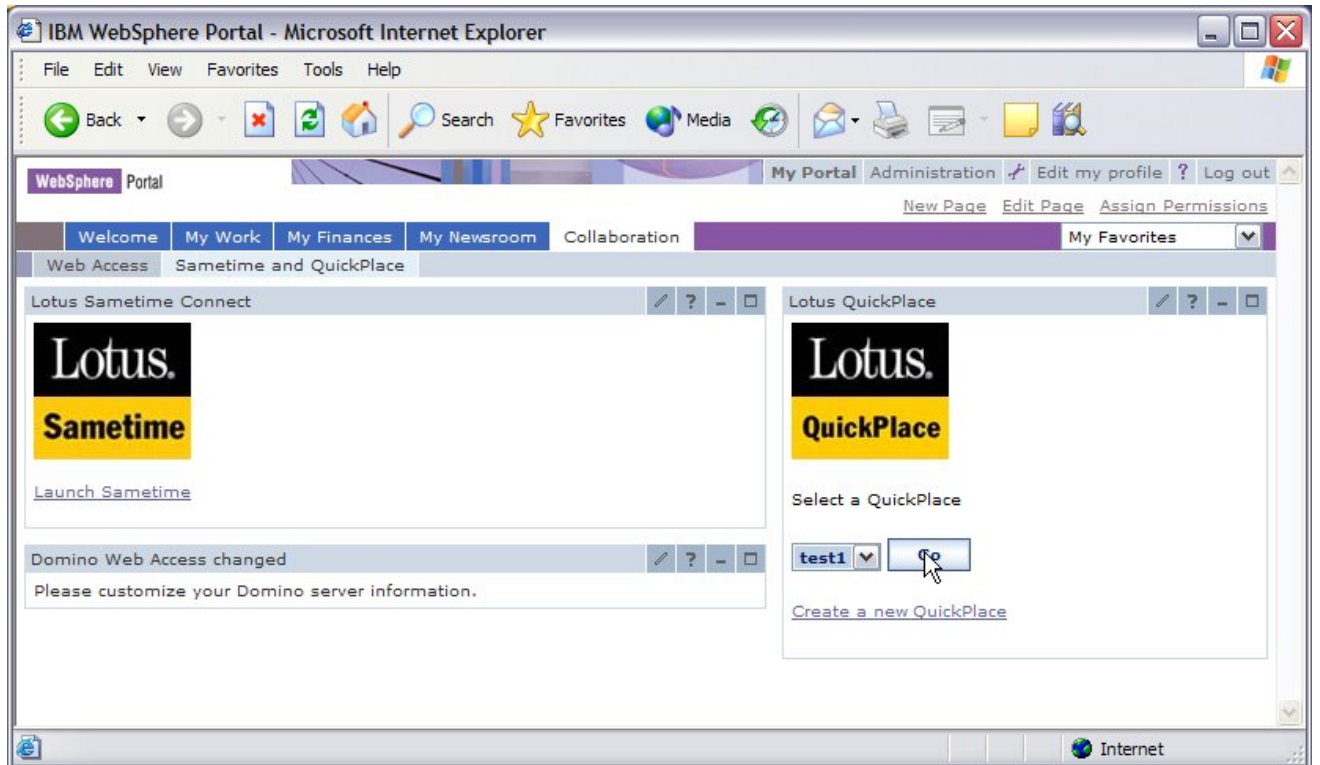 IBM WebSphere Portal - Microsoft Internet Explorer
File Edit View Favorites Tools Help
Back Search Favorites Media
WebSphere Portal
My Portal Administration Edit my profile ? Log out
New Page Edit Page Assign Permissions
Welcome My Work My Finances My Newsroom Collaboration My Favorites
Web Access Sametime and QuickPlace
Lotus Sametime Connect ?
Lotus.
Sametime
Launch Sametime
Domino Web Access changed ?
Please customize your Domino server information.
Lotus QuickPlace ?
Lotus.
QuickPlace
Select a QuickPlace
test1 Go
Create a new QuickPlace
Internet